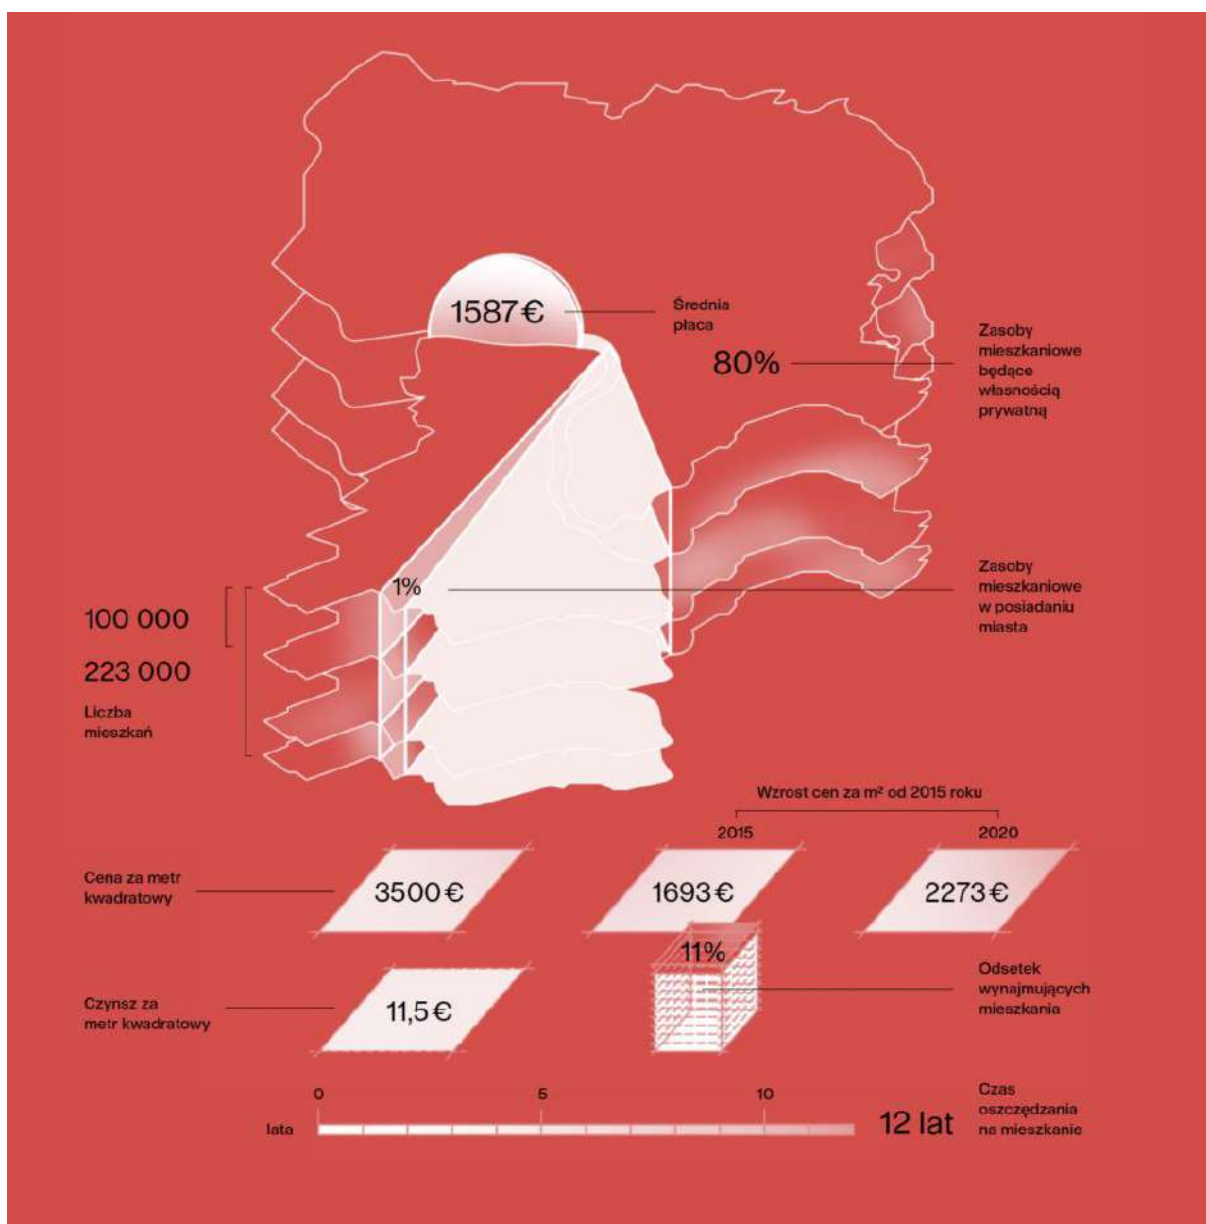 1587 €
Średnia
płaca
80%
Zasoby
mieszkaniowe
będące
własnością
prywatną
1%
Zasoby
mieszkaniowe
w posiadaniu
miasta
100 000
223 000
Liczba
mieszkań
Wzrost cen za m² od 2015 roku
2015
2020
Cena za metr
kwadratowy
3500 €
1693 €
2273 €
11%
Odsetek
wynajmujących
mieszkania
Czynsz za
metr kwadratowy
11,5 €
0
5
10
lata
12 lat
Czas
oszczędzania
na mieszkanie